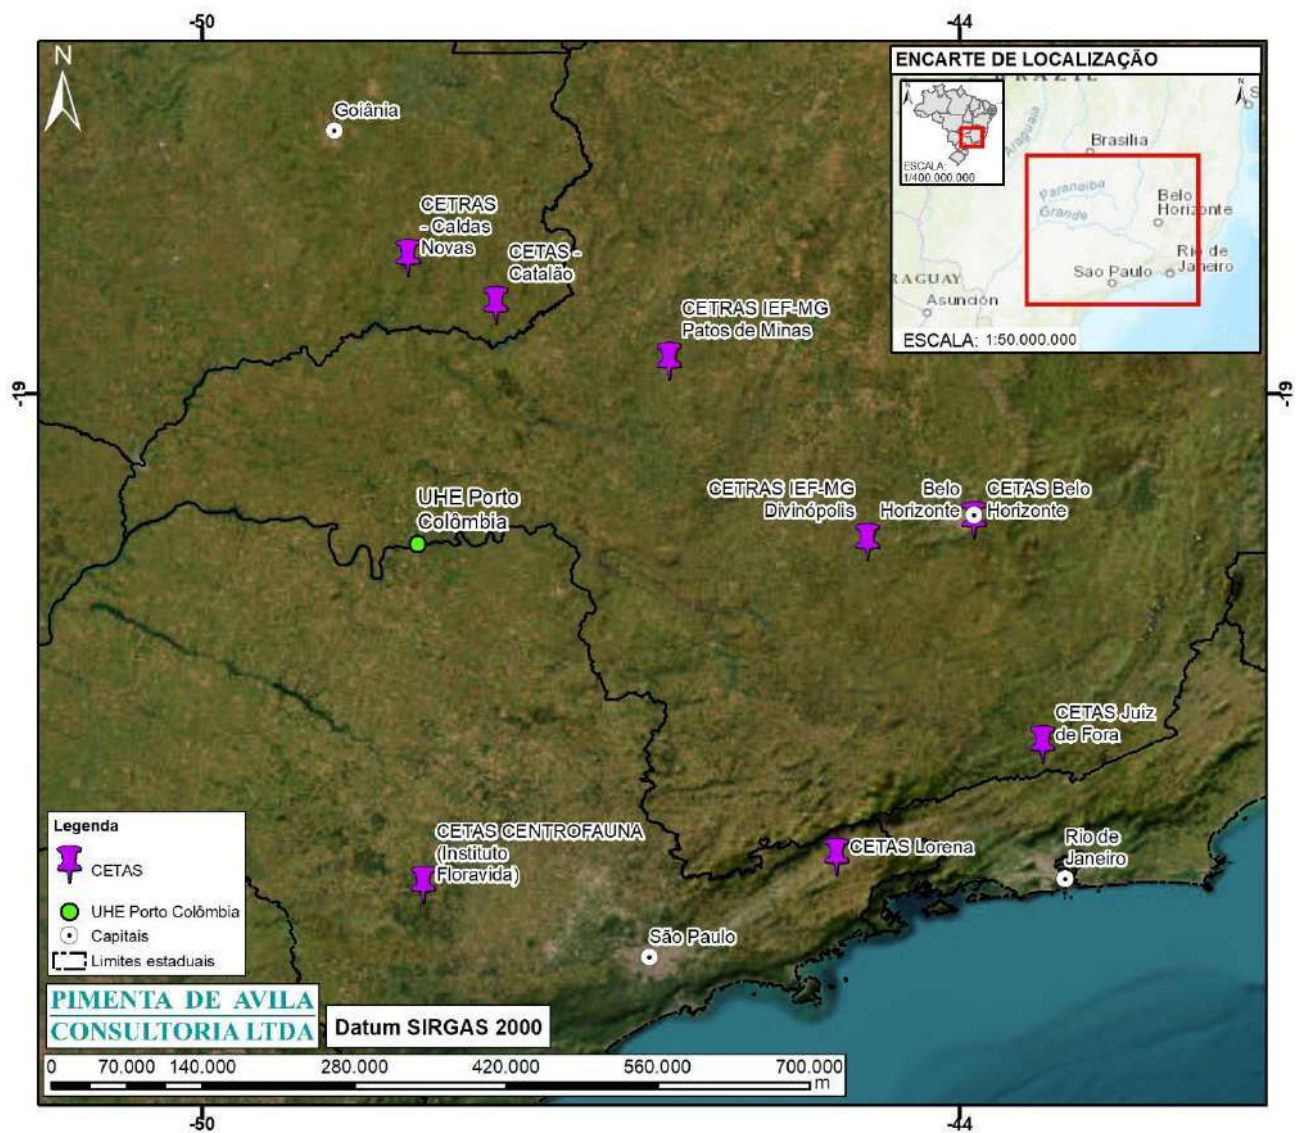 -50
-44
N
Goiânia
CETRAS
- Caldas
Novas
CETAS -
Catalão
CETRAS IEF-MG
Patos de Minas
ENCARTE DE LOCALIZAÇÃO
BRAZIL
N
N
S
Araguaia
Brasilia
ESCALA:
1/400.000.000
Paranaiba
Grande
Belo
Horizonte
Rio de
Janeiro
Sao Paulo
RAGUAY
Asunción
ESCALA: 1:50.000.000
-19
-19
UHE Porto
Colômbia
CETRAS IEF-MG
Divinópolis
Belo
Horizonte
CETAS Belo
Horizonte
CETAS Juiz
de Fora
CETAS CENTROFAUNA
(Instituto
Floravida)
CETAS Lorena
Rio de
Janeiro
São Paulo
Legenda
CETAS
UHE Porto Colômbia
Capitais
Limites estaduais
PIMENTA DE AVILA
CONSULTORIA LTDA
Datum SIRGAS 2000
0 70.000 140.000 280.000 420.000 560.000 700.000
m
-50
-44